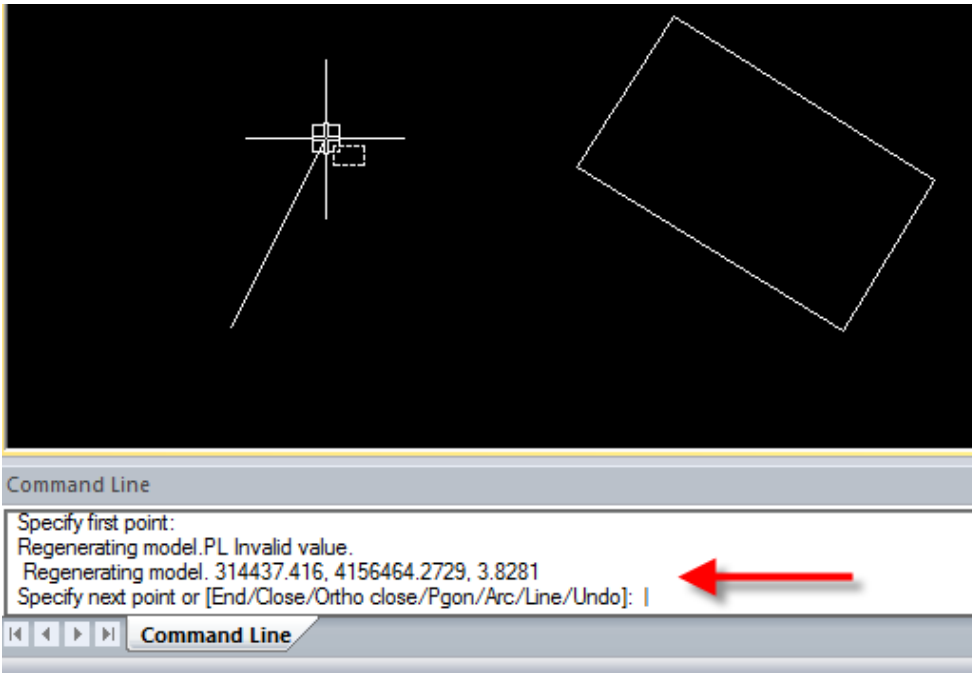 Command Line
Specify first point:
Regenerating model.PL Invalid value.
Regenerating model. 314437.416, 4156464.2729, 3.8281
Specify next point or [End/Close/Ortho close/Pgon/Arc/Line/Undo]:
Command Line